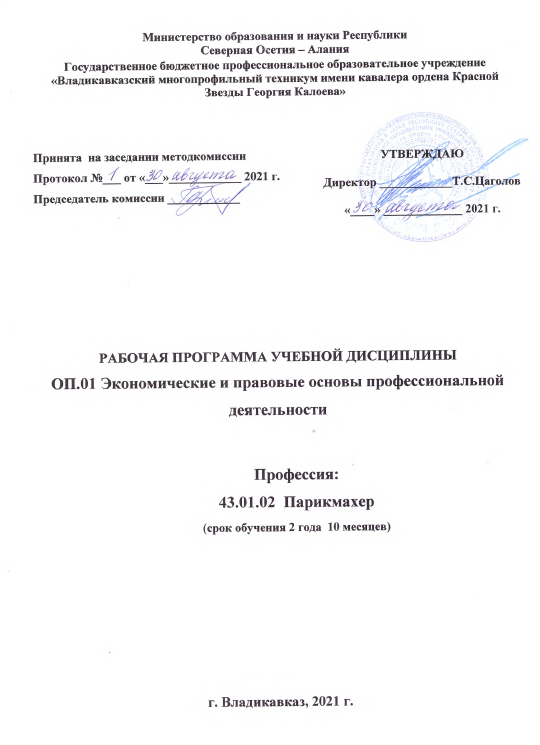 Министерство образования и науки Республики
Северная Осетия – Алания
Государственное бюджетное профессиональное образовательное учреждение
«Владикавказский многопрофильный техникум имени кавалера ордена Красной
Звезды Георгия Калоева»
Принята на заседании методкомиссии
Протокол № 1 от «30» августа 2021 г.
Председатель комиссии
УТВЕРЖДАЮ
Директор Т.С.Цаголов
«30» августа 2021 г.
РАБОЧАЯ ПРОГРАММА УЧЕБНОЙ ДИСЦИПЛИНЫ
ОП.01 Экономические и правовые основы профессиональной
деятельности
Профессия:
43.01.02 Парикмахер
(срок обучения 2 года 10 месяцев)
г. Владикавказ, 2021 г.